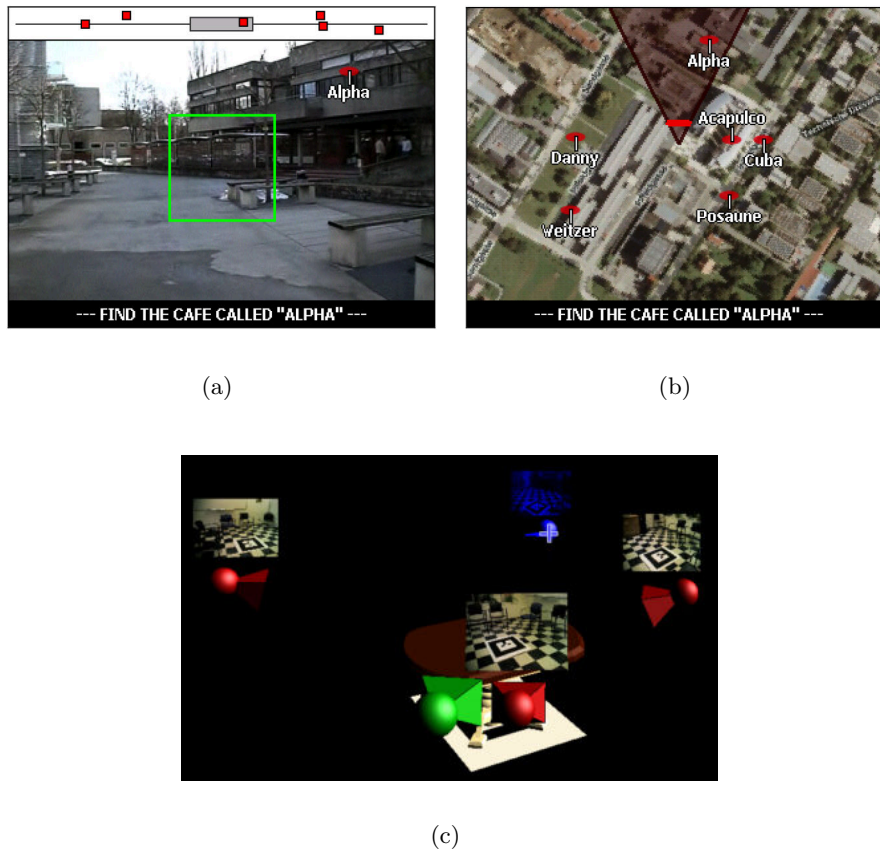 Alpha
--- FIND THE CAFE CALLED "ALPHA" ---
Alpha
Acapulco
Danny
Cuba
Posaune
Weitzer
--- FIND THE CAFE CALLED "ALPHA" ---
(a)
(b)
(c)